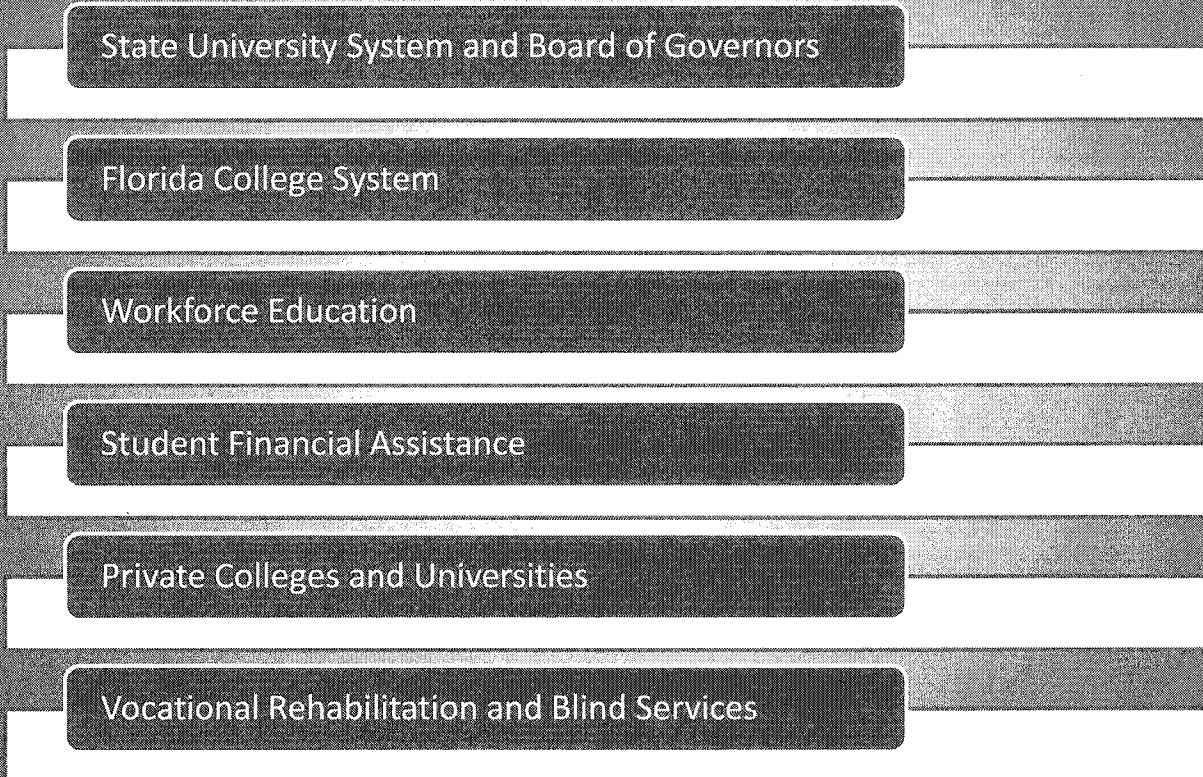 State University System and Board of Governors
Florida College System
Workforce Education
Student Financial Assistance
Private Colleges and Universities
Vocational Rehabilitation and Blind Services